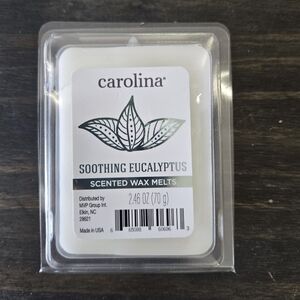 carolina®
SOOTHING EUCALYPTUS
SCENTED WAX MELTS
Distributed by
MVP Group Int.
Elkin, NC
28621
2.46 OZ (70 g)
Made in USA